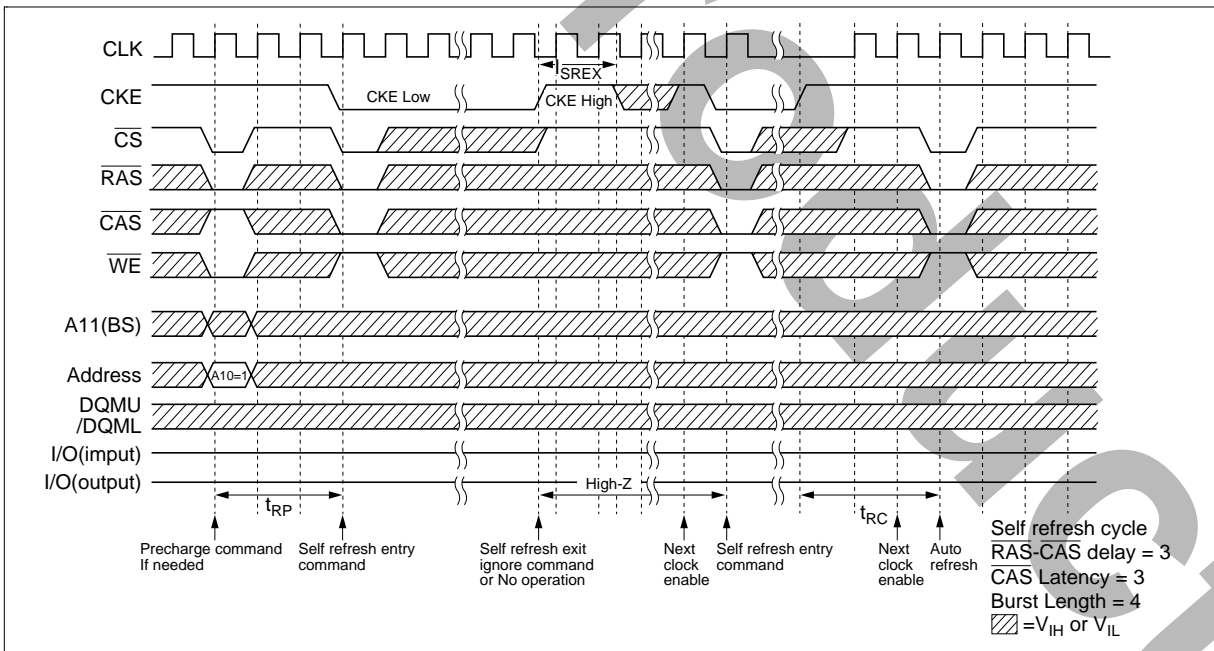 CLK
l SREX
CKE
CKE Low
CKE High
CS
RAS
CAS
WE
A11(BS)
Address
A10=1
DQMU
/DQML
I/O(imput)
I/O(output)
High-Z
tRP
tRC
Precharge command
If needed
Self refresh entry
command
Self refresh exit
ignore command
or No operation
Next
clock
enable
Self refresh entry
command
Next
clock
enable
Auto
refresh
Self refresh cycle
RAS-CAS delay = 3
CAS Latency = 3
Burst Length = 4
=VIH or VIL